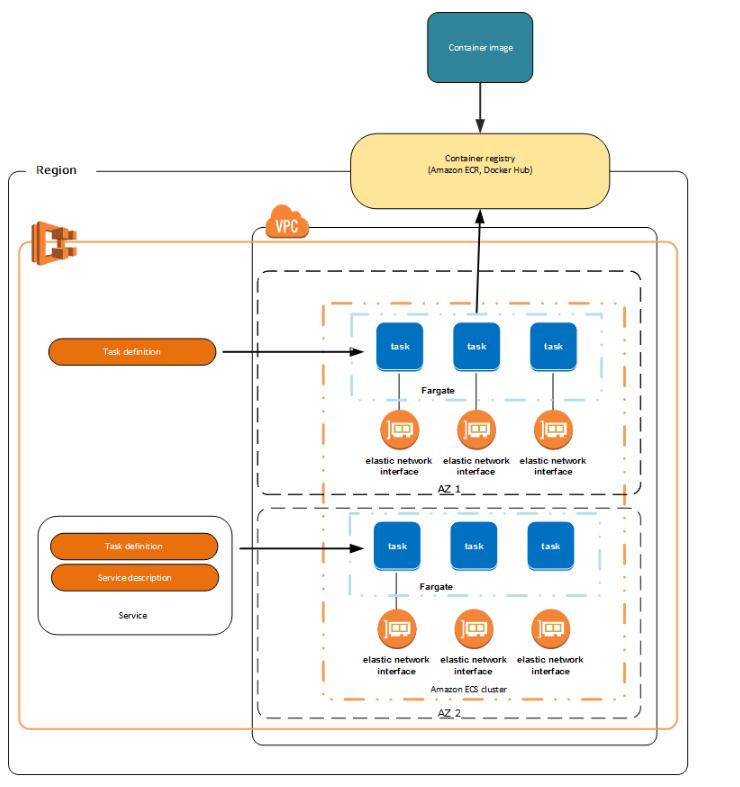 Container image
Container registry
(Amazon ECR, Docker Hub)
Region
VPC
task
task
task
Task definition
Fargate
elastic network
interface
elastic network
interface
elastic network
interface
AZ 1
Task definition
Service description
Service
task
task
task
Fargate
elastic network
interface
elastic network
interface
elastic network
interface
Amazon ECS cluster
AZ 2